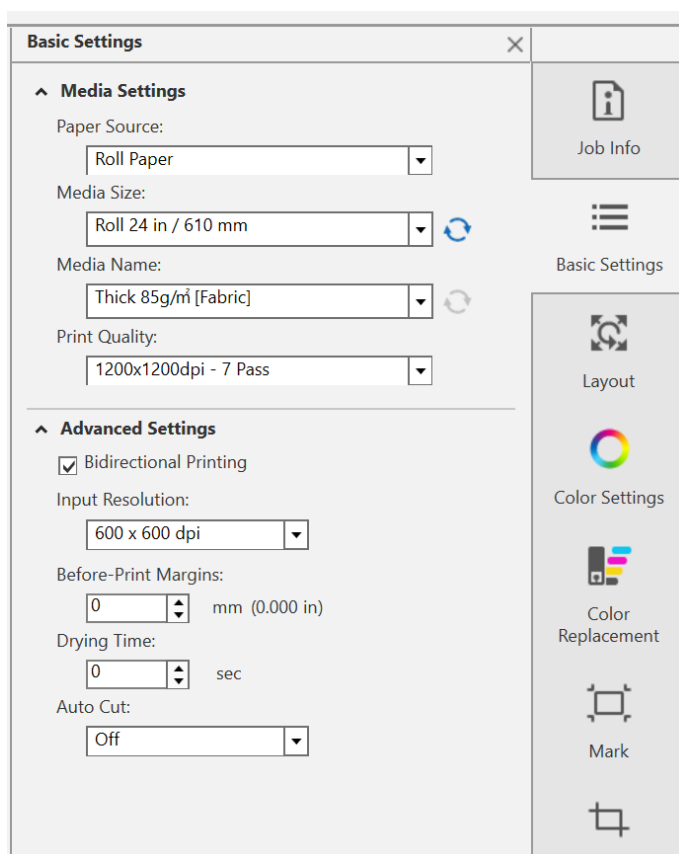 Basic Settings
Media Settings
Paper Source:
Roll Paper
Media Size:
Roll 24 in / 610 mm
Media Name:
Thick 85g/㎡ [Fabric]
Print Quality:
1200x1200dpi - 7 Pass
Advanced Settings
Bidirectional Printing
Input Resolution:
600 x 600 dpi
Before-Print Margins:
0 mm (0.000 in)
Drying Time:
0 sec
Auto Cut:
Off
Job Info
Basic Settings
Layout
Color Settings
Color
Replacement
Mark